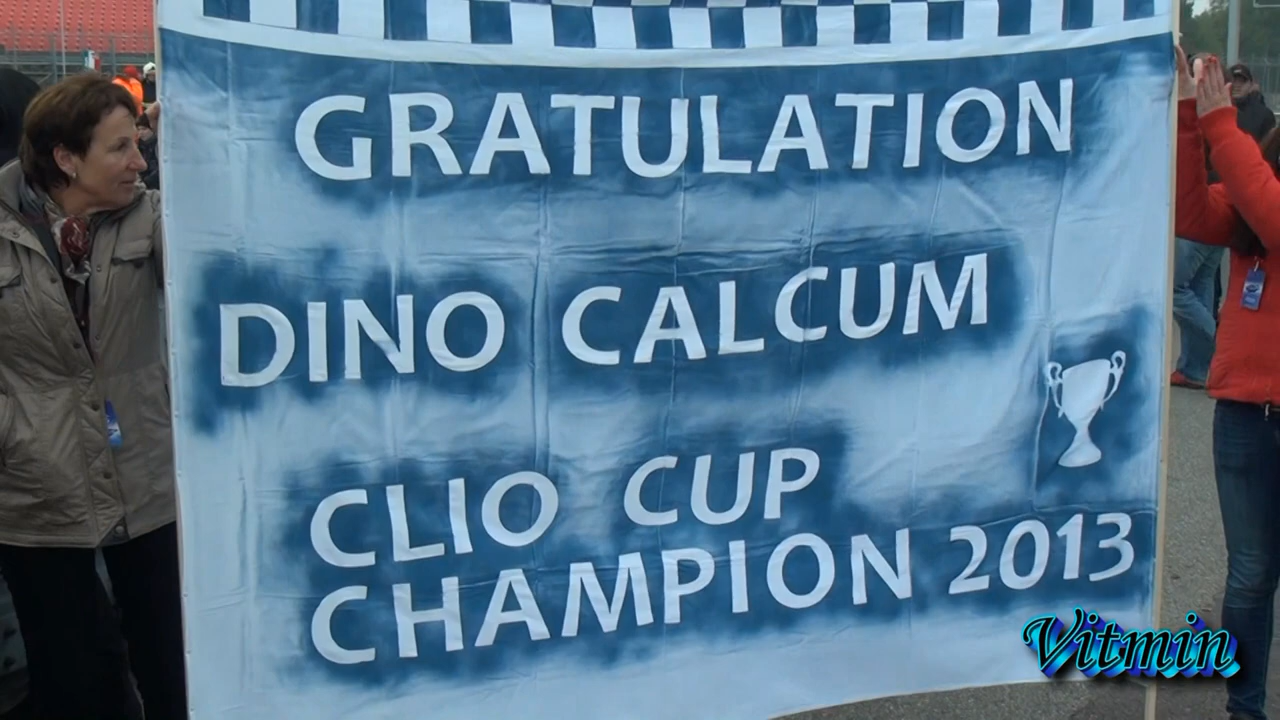 GRATULATION
DINO CALCUM
CLIO CUP
CHAMPION 2013
Vitmin